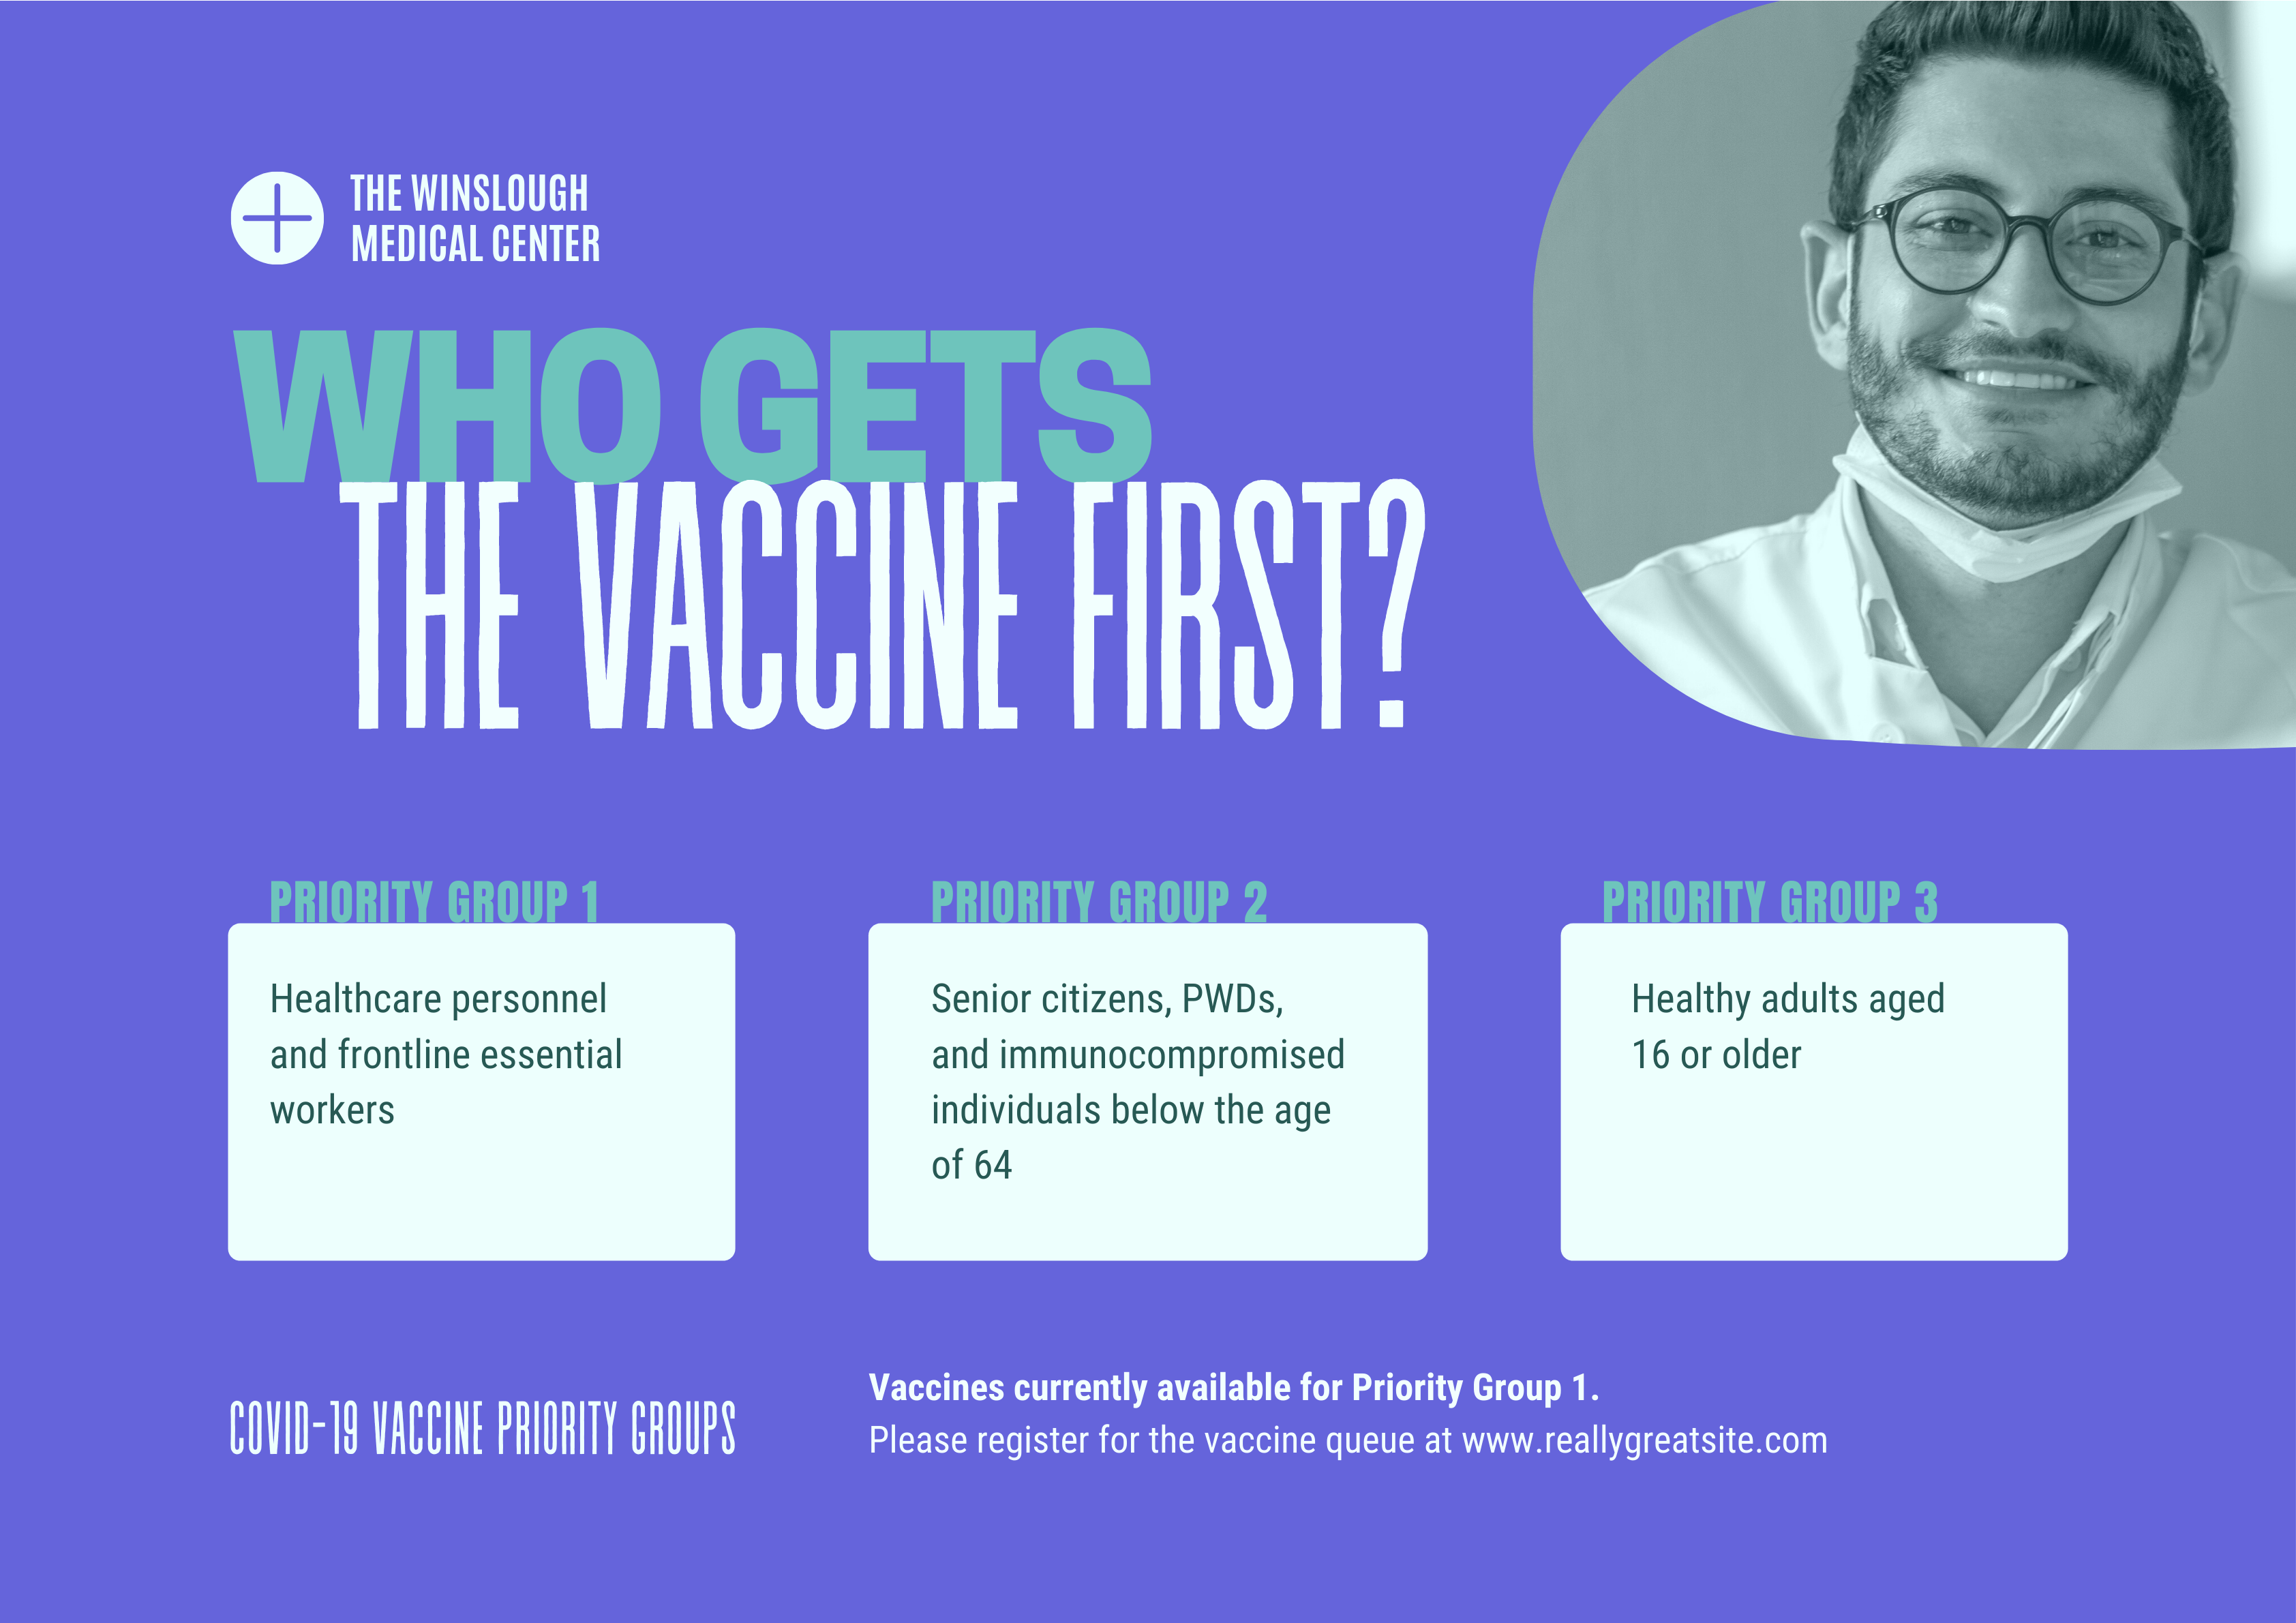 THE WINSLOUGH
MEDICAL CENTER
WHO GETS
THE VACCINE FIRST?
PRIORITY GROUP 1
Healthcare personnel
and frontline essential
workers
PRIORITY GROUP 2
Senior citizens, PWDs,
and immunocompromised
individuals below the age
of 64
PRIORITY GROUP 3
Healthy adults aged
16 or older
COVID-19 VACCINE PRIORITY GROUPS
Vaccines currently available for Priority Group 1.
Please register for the vaccine queue at www.reallygreatsite.com